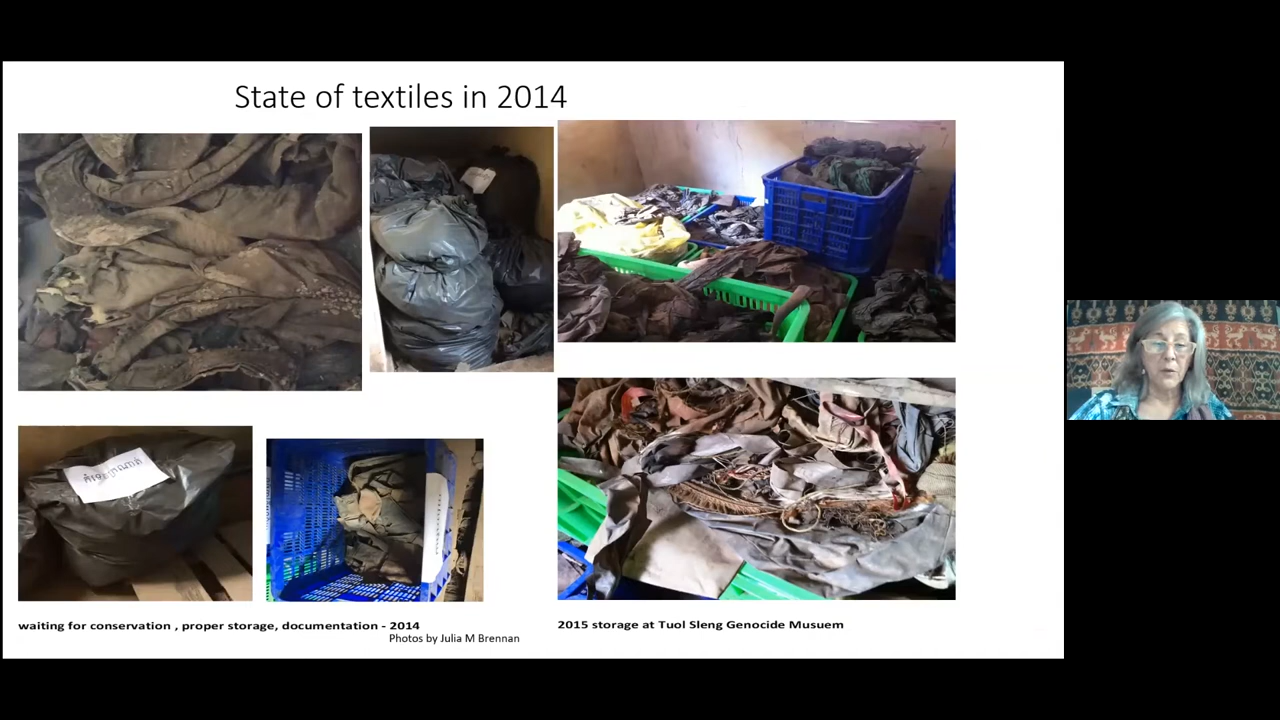 State of textiles in 2014
waiting for conservation , proper storage, documentation - 2014
Photos by Julia M Brennan
2015 storage at Tuol Sleng Genocide Musuem